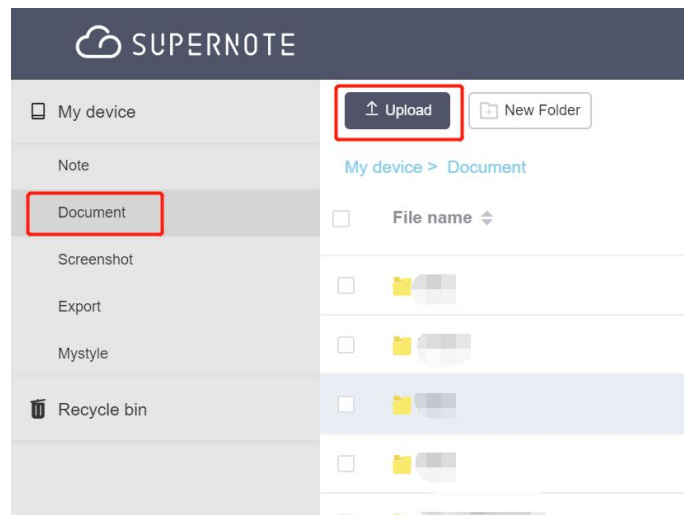 SUPERNOTE
My device
Note
Document
Screenshot
Export
Mystyle
Recycle bin
Upload
New Folder
My device > Document
File name